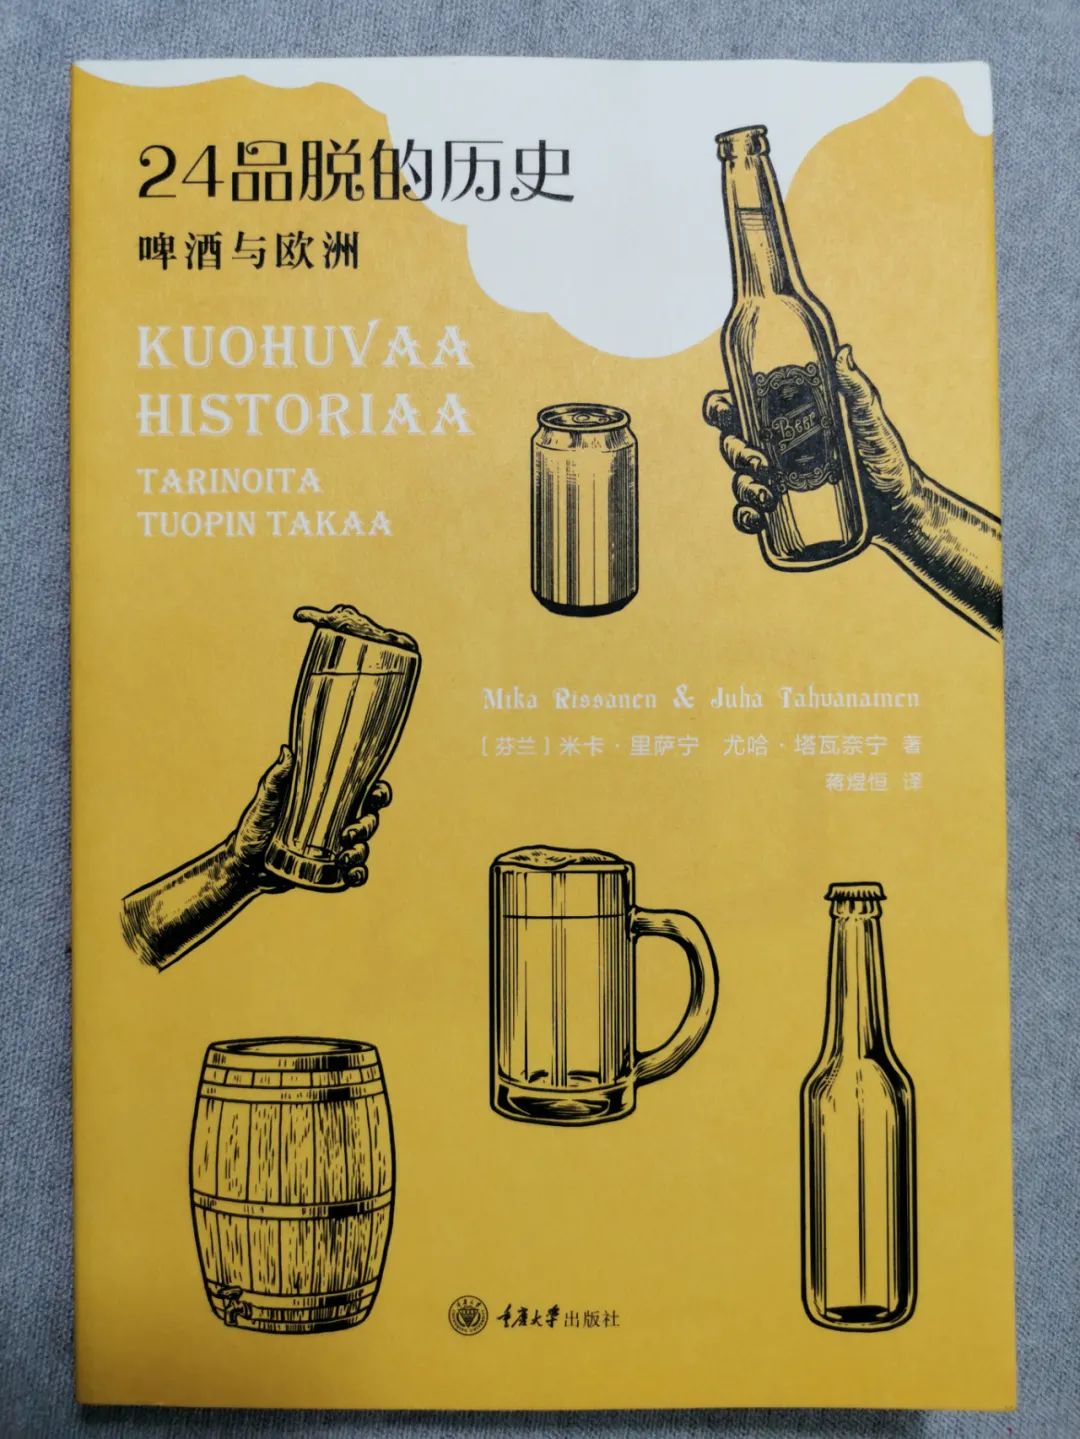 24品脱的历史
啤酒与欧洲
KUOHUVAA
HISTORIAA
TARINOITA
TUOPIN TAKAA
Beer
Mika Rissanen & Juha Tahvanainen
[芬兰]米卡·里萨宁 尤哈·塔瓦奈宁 著
蒋煜恒 译
重庆大学出版社